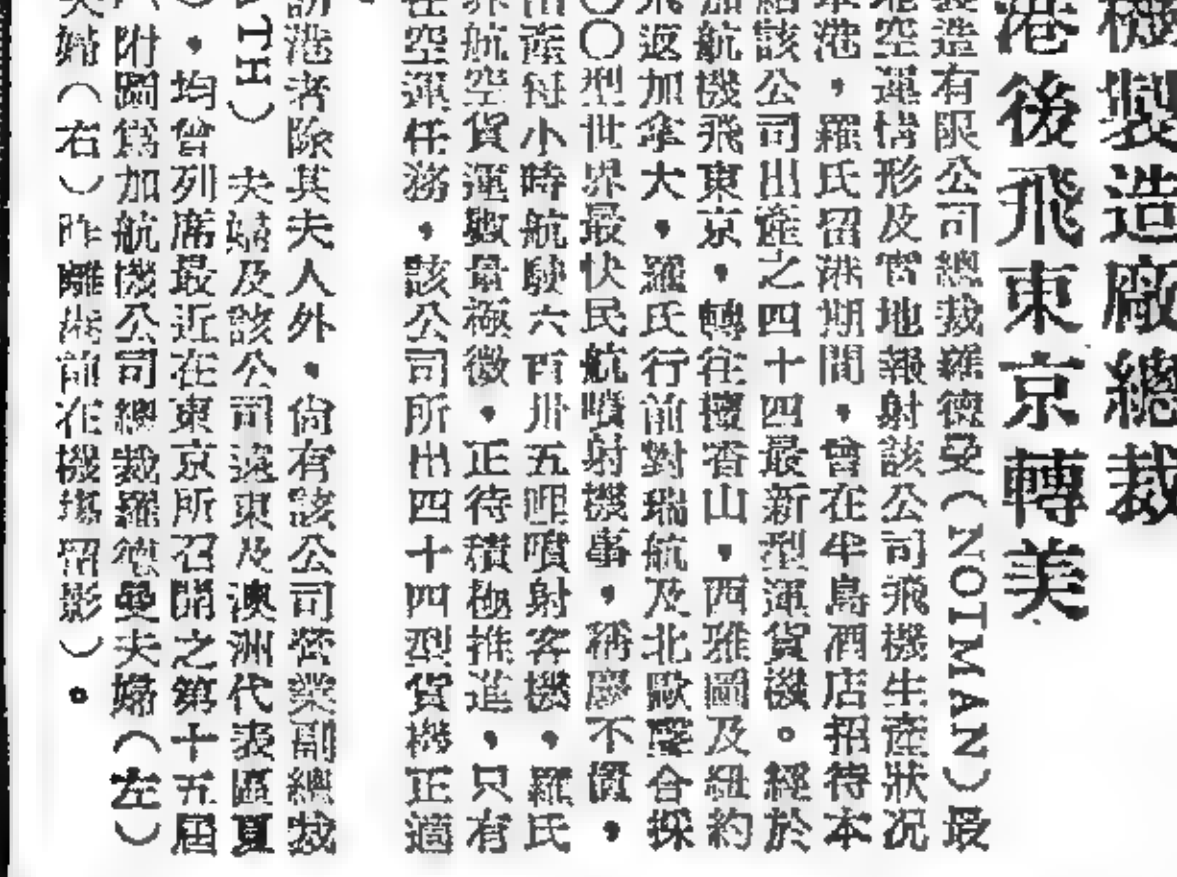 機製造廠總裁
港後飛東京轉美
製造有限公司總裁羅德曼(NOTMAN)最
空運情形及實地報射該公司飛機生產狀况
港,羅氏留港期間,曾在半島酒店招待本
該公司出產之四十四最新型運貨機。經於
加航機飛東京,轉往檀香山,西雅圖及紐約
飛返加拿大,羅氏行前對瑞航及北歐聯合採
〇〇型世界最快民航噴射機事,稱慶不置,
出產每小時航駛六百卅五哩噴射客機,羅氏
界航空貨運數量極微,正待積極推進,只有
在空運任務,該公司所出四十四型貨機正適
訪港者除其夫人外,尚有該公司營業副總裁
TH)夫婦及該公司遠東及澳洲代表區夏
),均曾列席最近在東京所召開之第十五屆
附圖爲加航機公司總裁羅德曼夫婦(左)
夫婦(右)昨離港前在機場留影)。